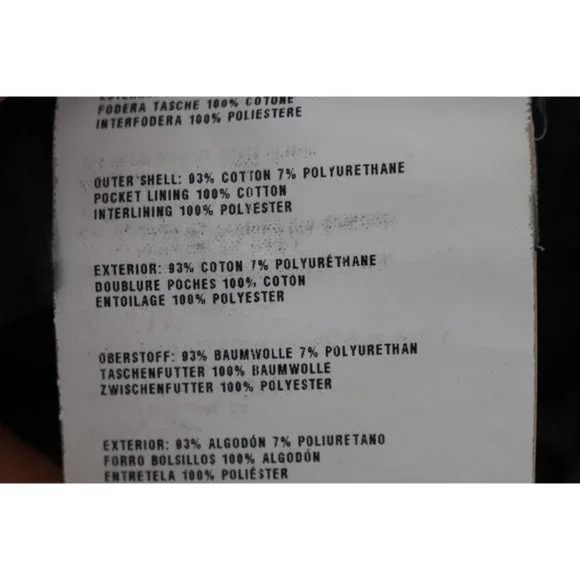 FODERA TASCHE 100% COTONE
INTERFODERA 100% POLIESTERE
OUTER SHELL: 93% COTTON 7% POLYURETHANE
POCKET LINING 100% COTTON
INTERLINING 100% POLYESTER
EXTERIOR: 93% COTON 7% POLYURÉTHANE
DOUBLURE POCHES 100% COTON
ENTOILAGE 100% POLYESTER
OBERSTOFF: 93% BAUMWOLLE 7% POLYURETHAN
TASCHENFUTTER 100% BAUMWOLLE
ZWISCHENFUTTER 100% POLYESTER
EXTERIOR: 93% ALGODÓN 7% POLIURETANO
FORRO BOLSILLOS 100% ALGODÓN
ENTRETELA 100% POLIÉSTER